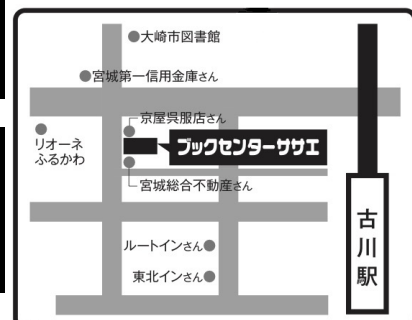 大崎市図書館
宮城第一信用金庫さん
京屋呉服店さん
リオーネ
ふるかわ
ブックセンターササエ
宮城総合不動産さん
古川駅
ルートインさん
東北インさん